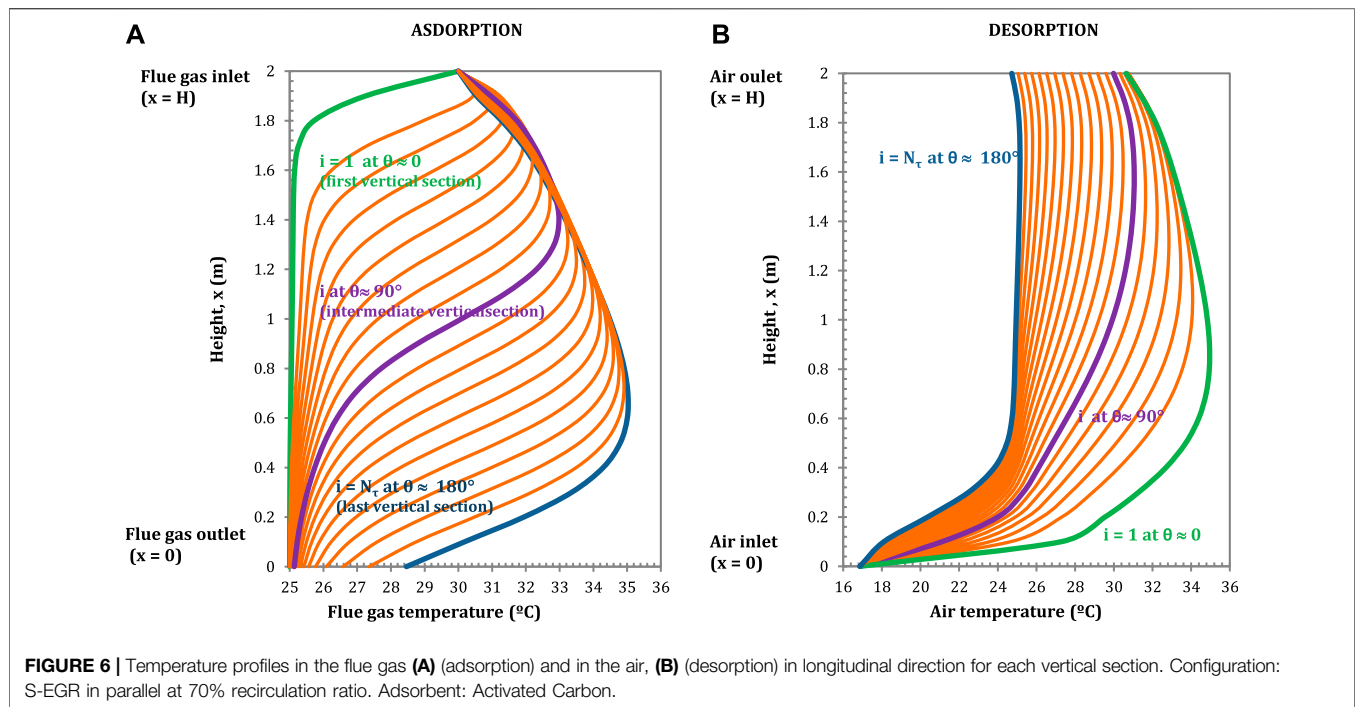 A
ASDORPTION
Flue gas inlet
(x = H)
2
1.8
1.6
1.4
1.2
1
0.8
0.6
0.4
0.2
0
Height, x (m)
i = 1 at θ ≈ 0
(first vertical section)
i at θ≈ 90°
(intermediate verticalsection)
i = Nτ at θ ≈ 180°
(last vertical section)
Flue gas outlet
(x = 0)
25 26 27 28 29 30 31 32 33 34 35 36
Flue gas temperature (ºC)
B
DESORPTION
Air oulet
(x = H)
2
1.8
1.6
1.4
1.2
1
0.8
0.6
0.4
0.2
0
Height , x (m)
i = Nτ at θ ≈ 180°
i at θ≈ 90°
i = 1 at θ ≈ 0
Air inlet
(x = 0)
16 18 20 22 24 26 28 30 32 34 36
Air temperature (ºC)
FIGURE 6 | Temperature profiles in the flue gas (A) (adsorption) and in the air, (B) (desorption) in longitudinal direction for each vertical section. Configuration:
S-EGR in parallel at 70% recirculation ratio. Adsorbent: Activated Carbon.